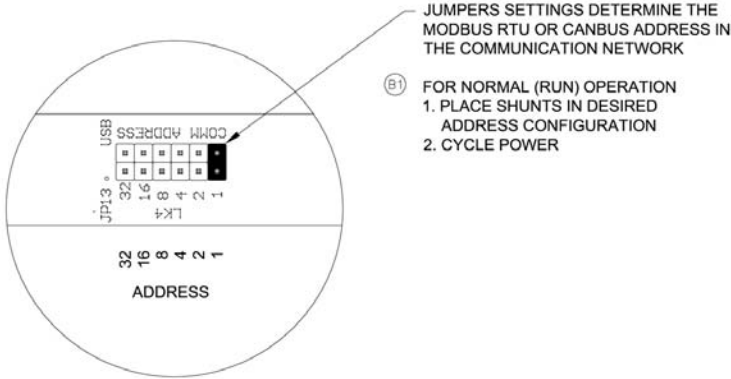 JUMPERS SETTINGS DETERMINE THE
MODBUS RTU OR CANBUS ADDRESS IN
THE COMMUNICATION NETWORK
B1 FOR NORMAL (RUN) OPERATION
1. PLACE SHUNTS IN DESIRED
ADDRESS CONFIGURATION
2. CYCLE POWER
USB
COMM ADDRESS
JP13
32 16 8 4 2 1
LK4
32 16 8 4 2 1
ADDRESS